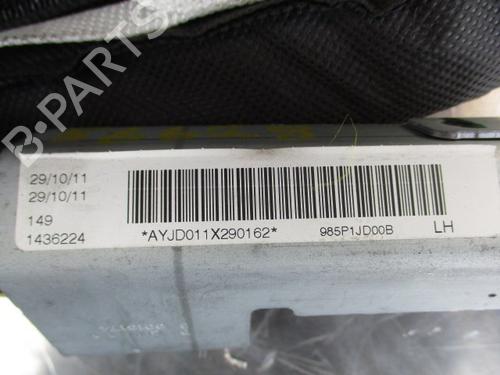 B-PARTS
29/10/11
29/10/11
149
1436224
*AYJD011X290162*
985P1JD00B
LH